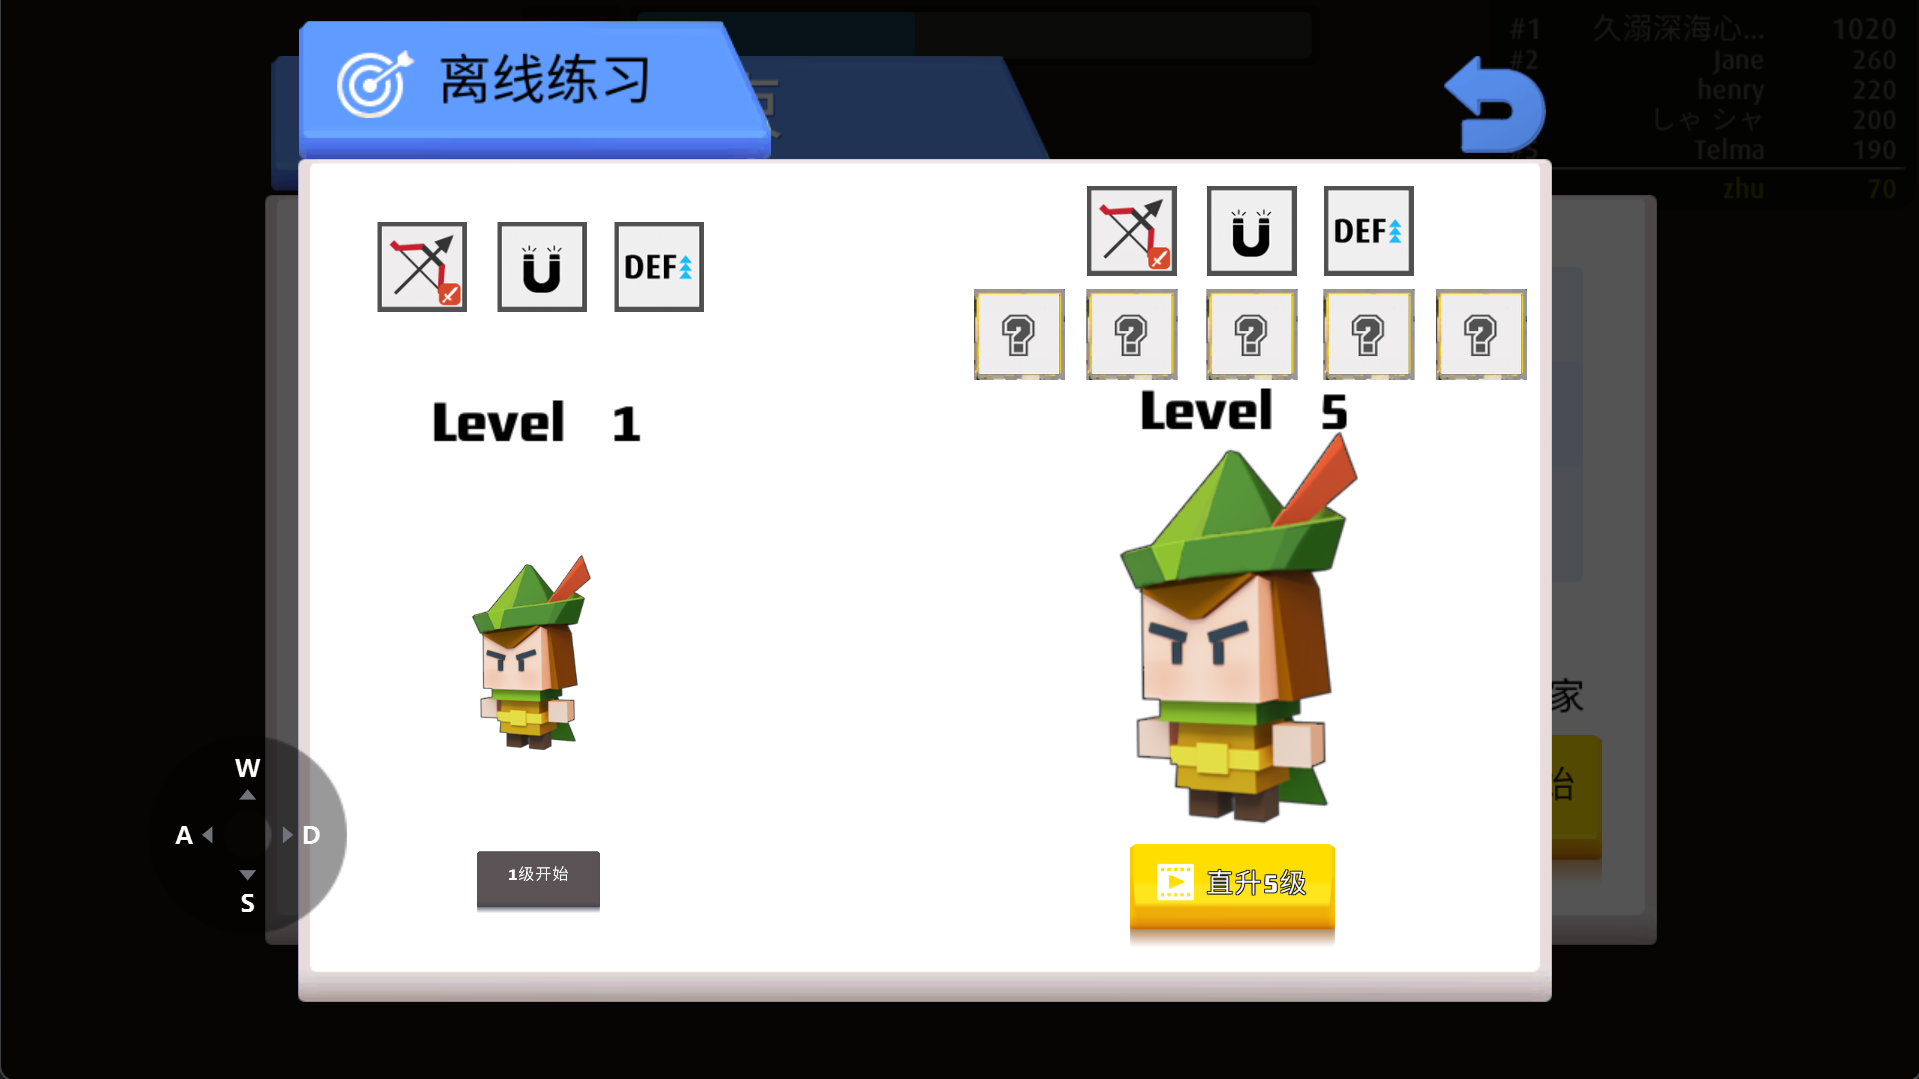 离线练习
#1 久溺深海心... 1020
#2 Jane 260
henry 220
しゃ シャ 200
Telma 190
zhu 70
DEF
DEF
? ? ? ? ?
Level 1
Level 5
家
W
A D
S
1级开始
直升5级